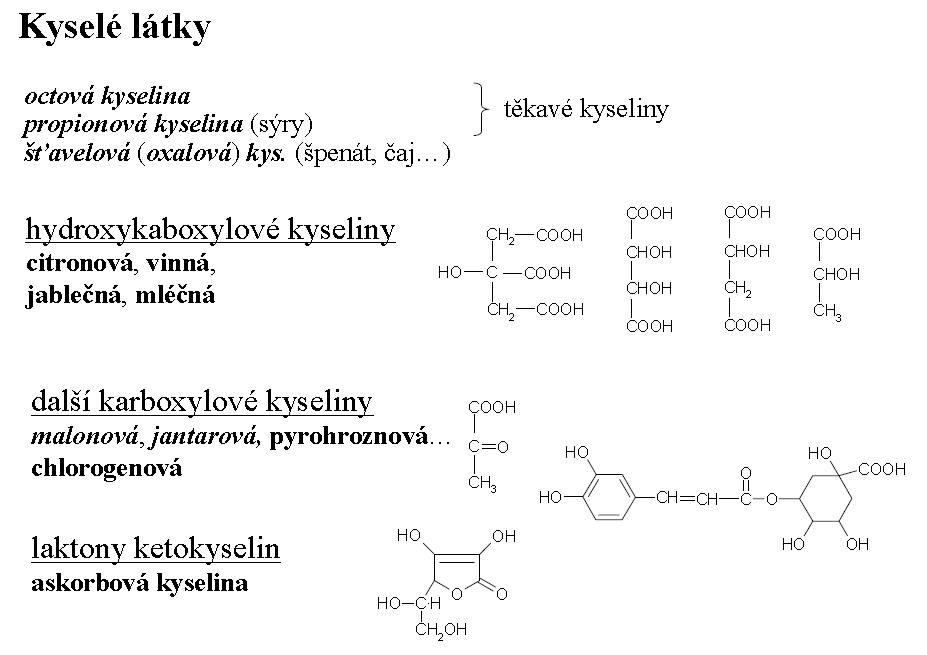 Kyselé látky
octová kyselina
propionová kyselina (sýry)
těkavé kyseliny
šťavelová (oxalová) kys. (špenát, čaj…)
hydroxykaboxylové kyseliny
citronová, vinná,
jablečná, mléčná
CH2—COOH
HO—C—COOH
CH2—COOH
COOH
CHOH
CHOH
COOH
COOH
CHOH
CH2
COOH
COOH
CHOH
CH3
další karboxylové kyseliny
malonová, jantarová, pyrohroznová…
chlorogenová
COOH
C=O
CH3
HO
HO
CH=CH—C—O
O
HO
COOH
HO
OH
laktony ketokyselin
askorbová kyselina
HO
OH
O
O
HO—C-H
CH2OH